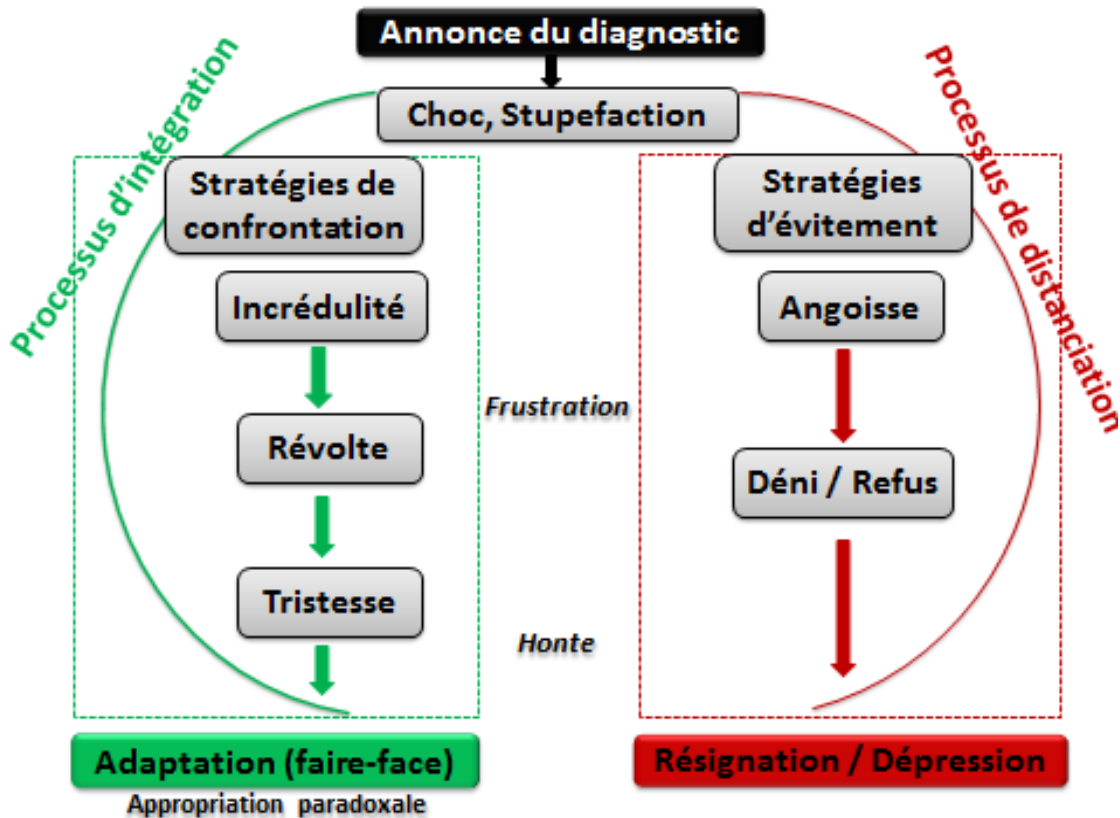 Annonce du diagnostic
Choc, Stupefaction
Processus d'intégration
Processus de distanciation
Stratégies de
confrontation
Stratégies
d'évitement
Incrédulité
Angoisse
Frustration
Révolte
Déni / Refus
Tristesse
Honte
Adaptation (faire-face)
Résignation / Dépression
Appropriation paradoxale